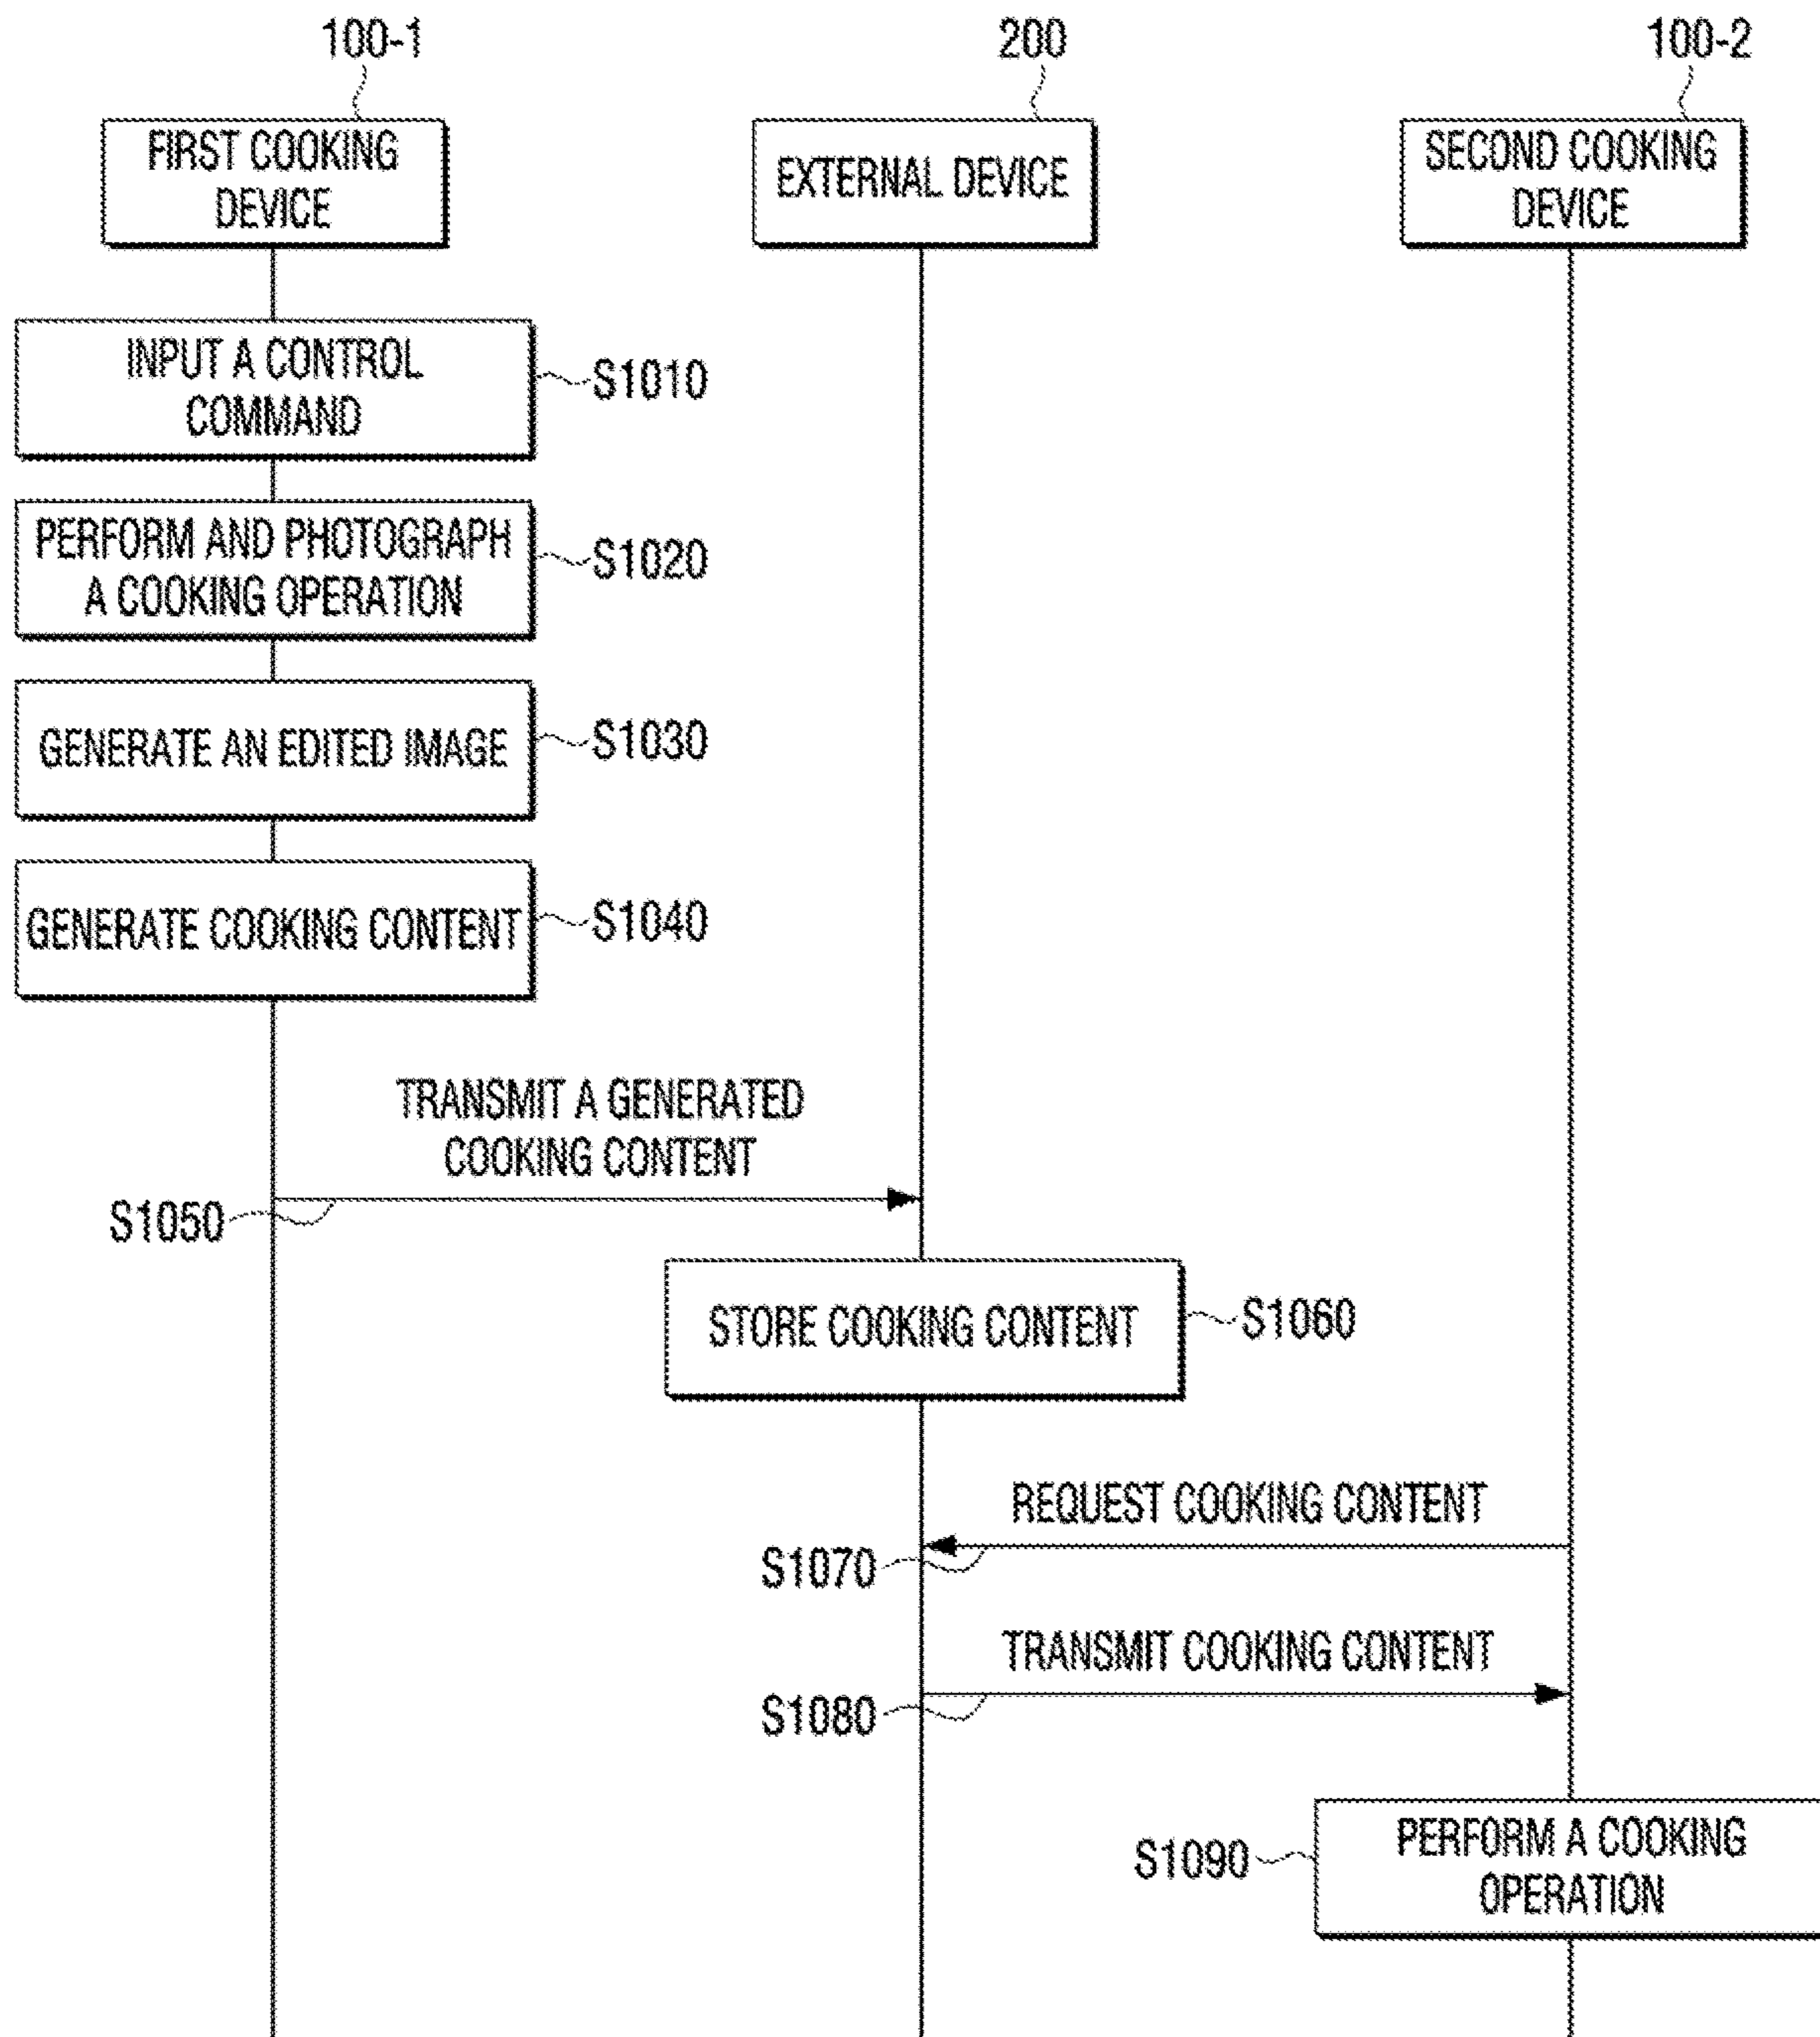 100-1
200
100-2
FIRST COOKING
DEVICE
EXTERNAL DEVICE
SECOND COOKING
DEVICE
INPUT A CONTROL
COMMAND
S1010
PERFORM AND PHOTOGRAPH
A COOKING OPERATION
S1020
GENERATE AN EDITED IMAGE
S1030
GENERATE COOKING CONTENT
S1040
TRANSMIT A GENERATED
COOKING CONTENT
S1050
STORE COOKING CONTENT
S1060
REQUEST COOKING CONTENT
S1070
TRANSMIT COOKING CONTENT
S1080
PERFORM A COOKING
OPERATION
S1090